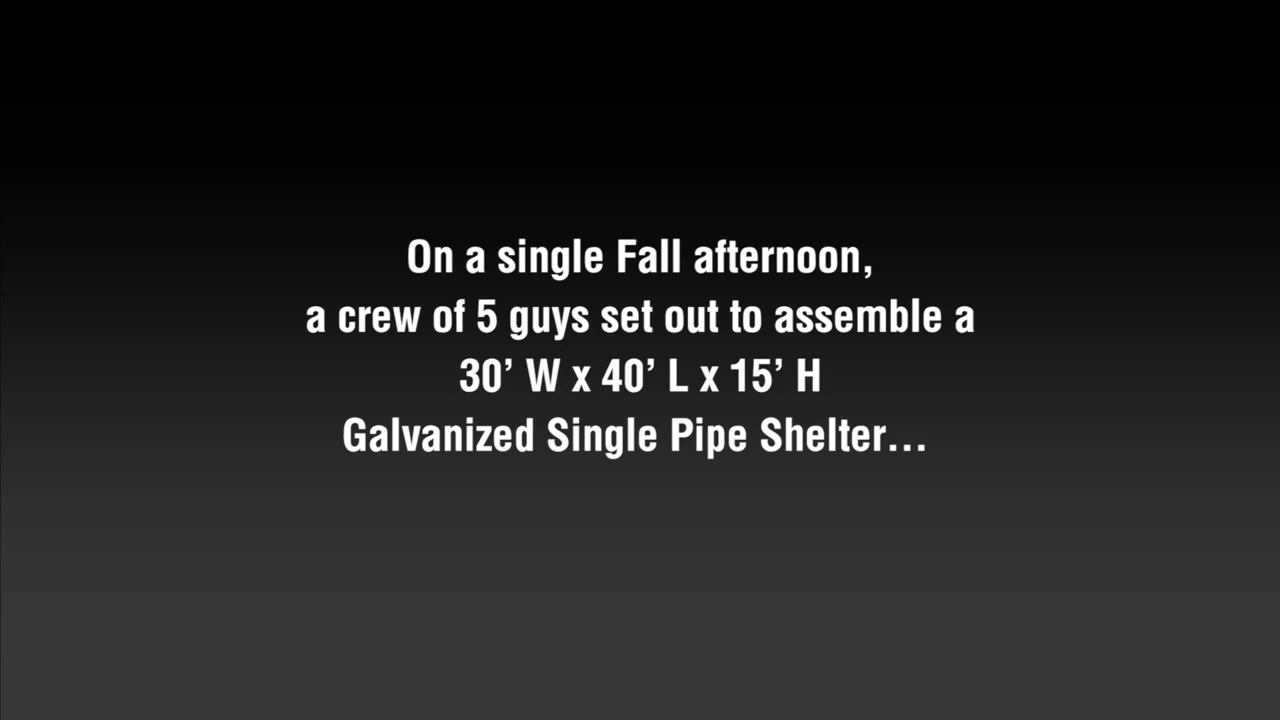 On a single Fall afternoon,
a crew of 5 guys set out to assemble a
30’ W x 40’ L x 15’ H
Galvanized Single Pipe Shelter…